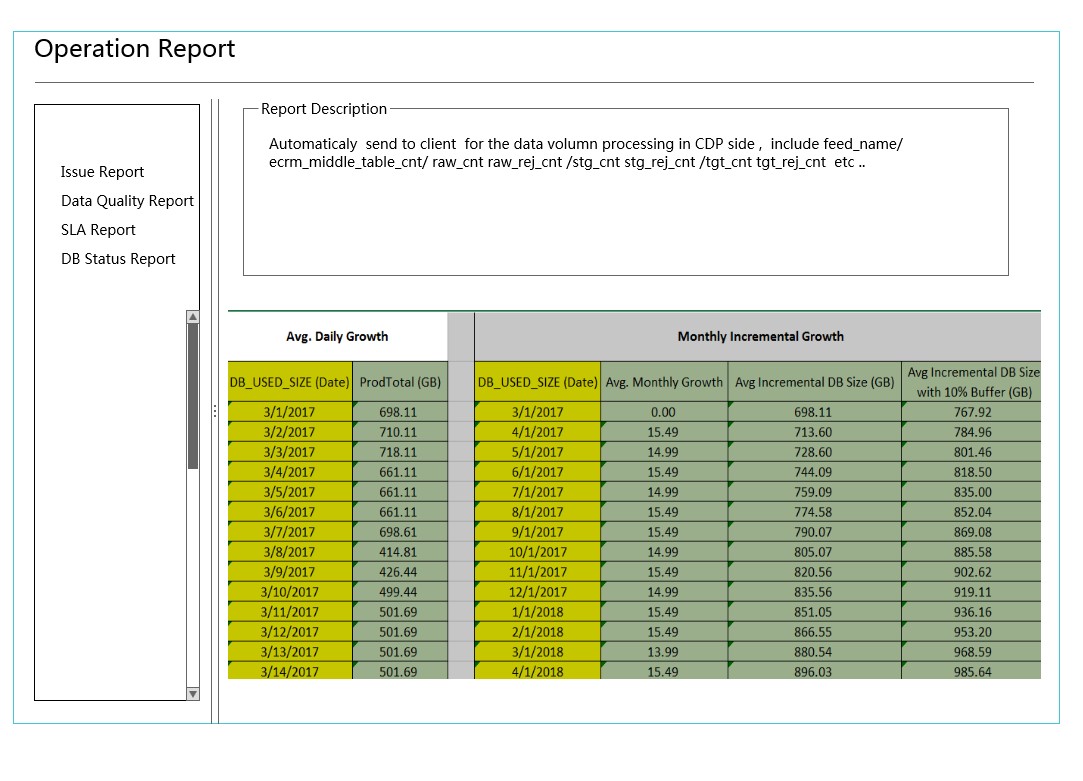 Operation Report
Issue Report
Data Quality Report
SLA Report
DB Status Report
Report Description
Automaticaly send to client for the data volumn processing in CDP side , include feed_name/
ecrm_middle_table_cnt/ raw_cnt raw_rej_cnt /stg_cnt stg_rej_cnt /tgt_cnt tgt_rej_cnt etc ..
Avg. Daily Growth Monthly Incremental Growth
DB_USED_SIZE (Date) ProdTotal (GB) DB_USED_SIZE (Date) Avg. Monthly Growth Avg Incremental DB Size (GB) Avg Incremental DB Size
with 10% Buffer (GB)
3/1/2017 698.11 3/1/2017 0.00 698.11 767.92
3/2/2017 710.11 4/1/2017 15.49 713.60 784.96
3/3/2017 718.11 5/1/2017 14.99 728.60 801.46
3/4/2017 661.11 6/1/2017 15.49 744.09 818.50
3/5/2017 661.11 7/1/2017 14.99 759.09 835.00
3/6/2017 661.11 8/1/2017 15.49 774.58 852.04
3/7/2017 698.61 9/1/2017 15.49 790.07 869.08
3/8/2017 414.81 10/1/2017 14.99 805.07 885.58
3/9/2017 426.44 11/1/2017 15.49 820.56 902.62
3/10/2017 499.44 12/1/2017 14.99 835.56 919.11
3/11/2017 501.69 1/1/2018 15.49 851.05 936.16
3/12/2017 501.69 2/1/2018 15.49 866.55 953.20
3/13/2017 501.69 3/1/2018 13.99 880.54 968.59
3/14/2017 501.69 4/1/2018 15.49 896.03 985.64